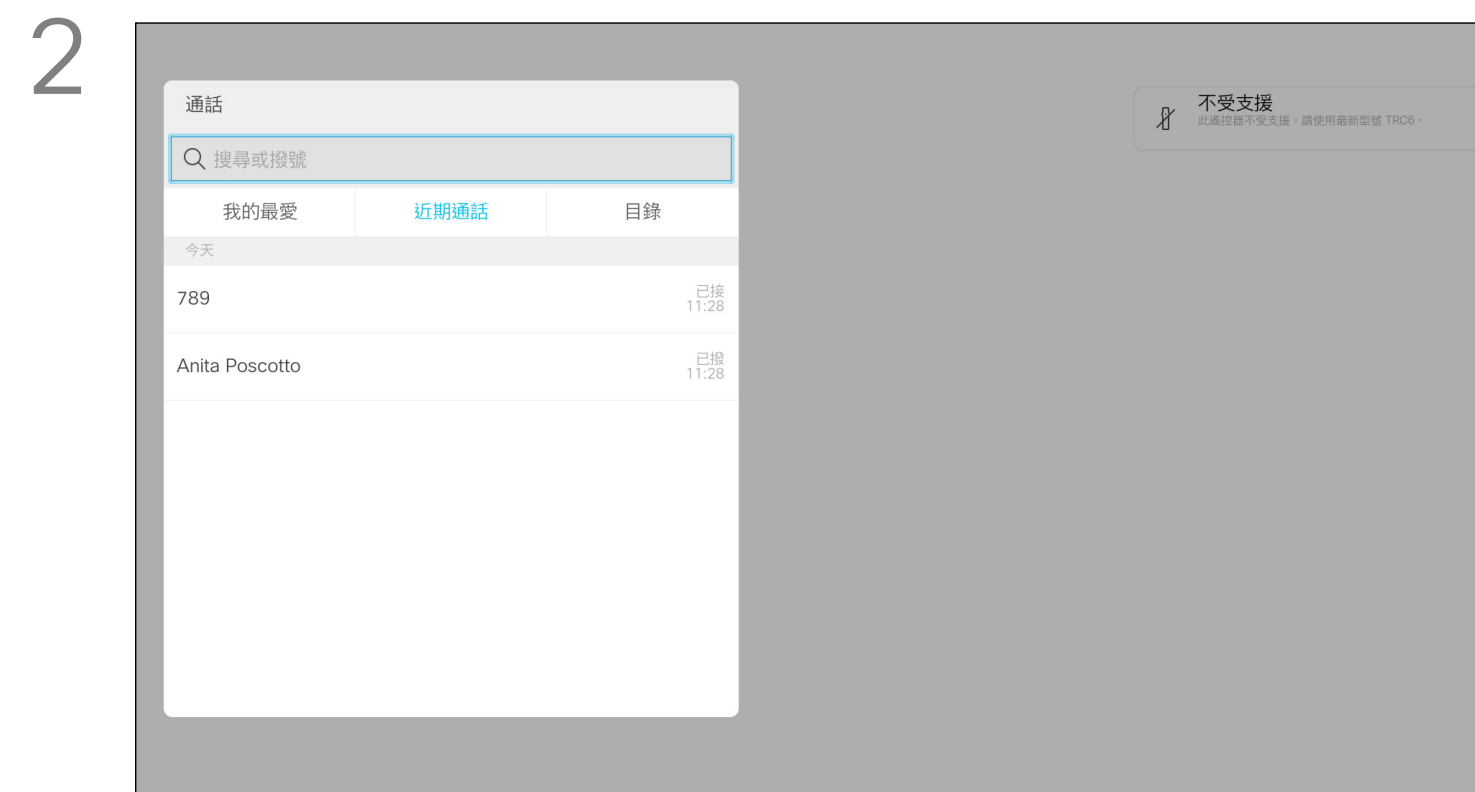 2
通話
搜尋或撥號
我的最愛 近期通話 目錄
今天
789 已接
11:28
Anita Poscotto 已撥
11:28
不受支援
此遙控器不受支援。請使用最新型號 TRC6。